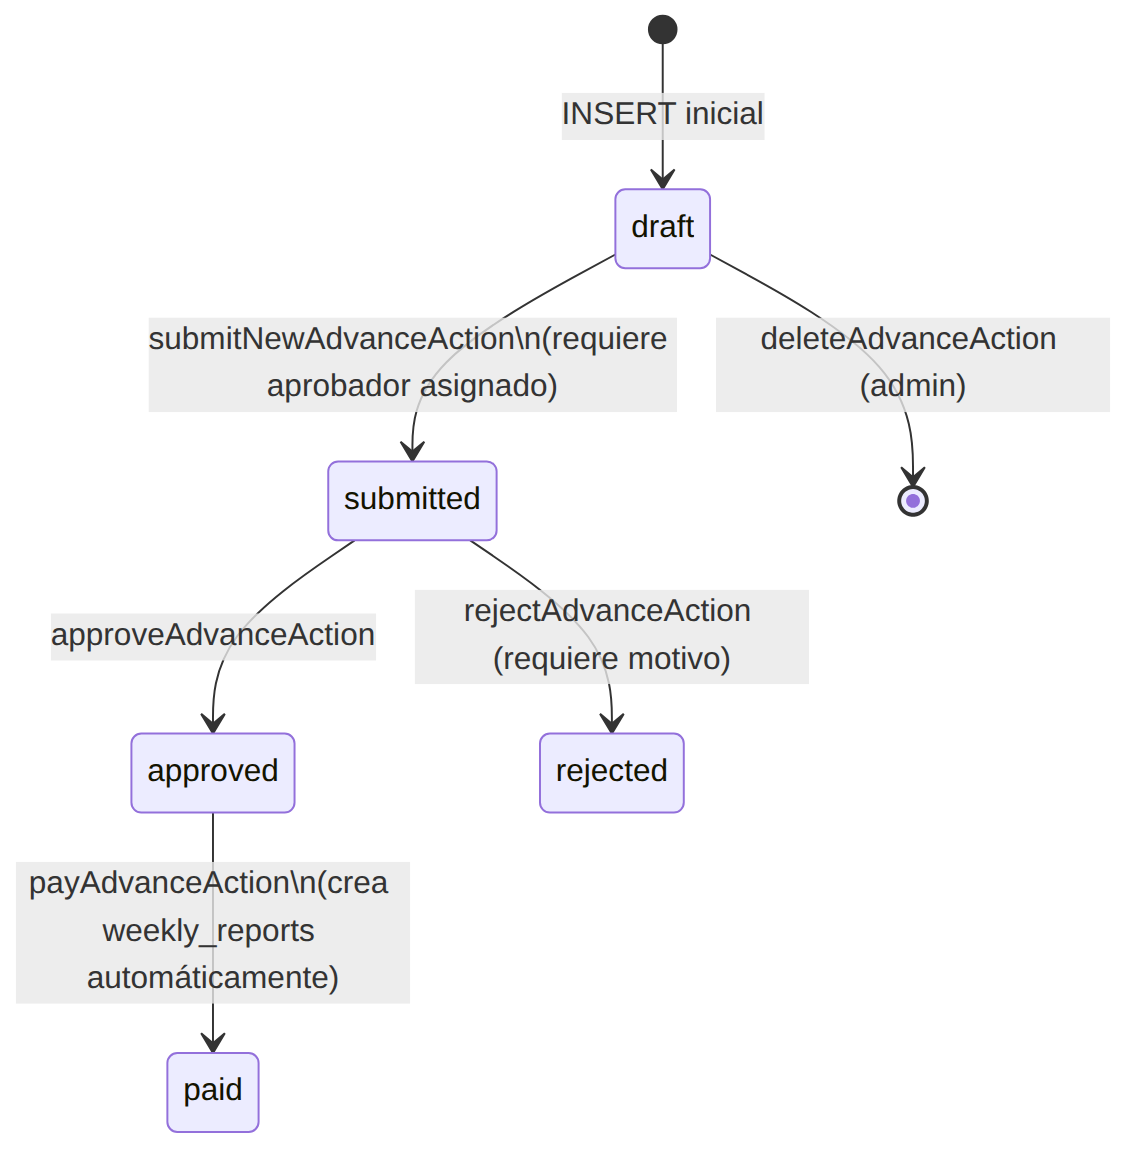 INSERT inicial
draft
submitNewAdvanceAction\n(requiere
aprobador asignado)
deleteAdvanceAction
(admin)
submitted
approveAdvanceAction
rejectAdvanceAction
(requiere motivo)
approved
rejected
payAdvanceAction\n(crea
weekly_reports
automáticamente)
paid